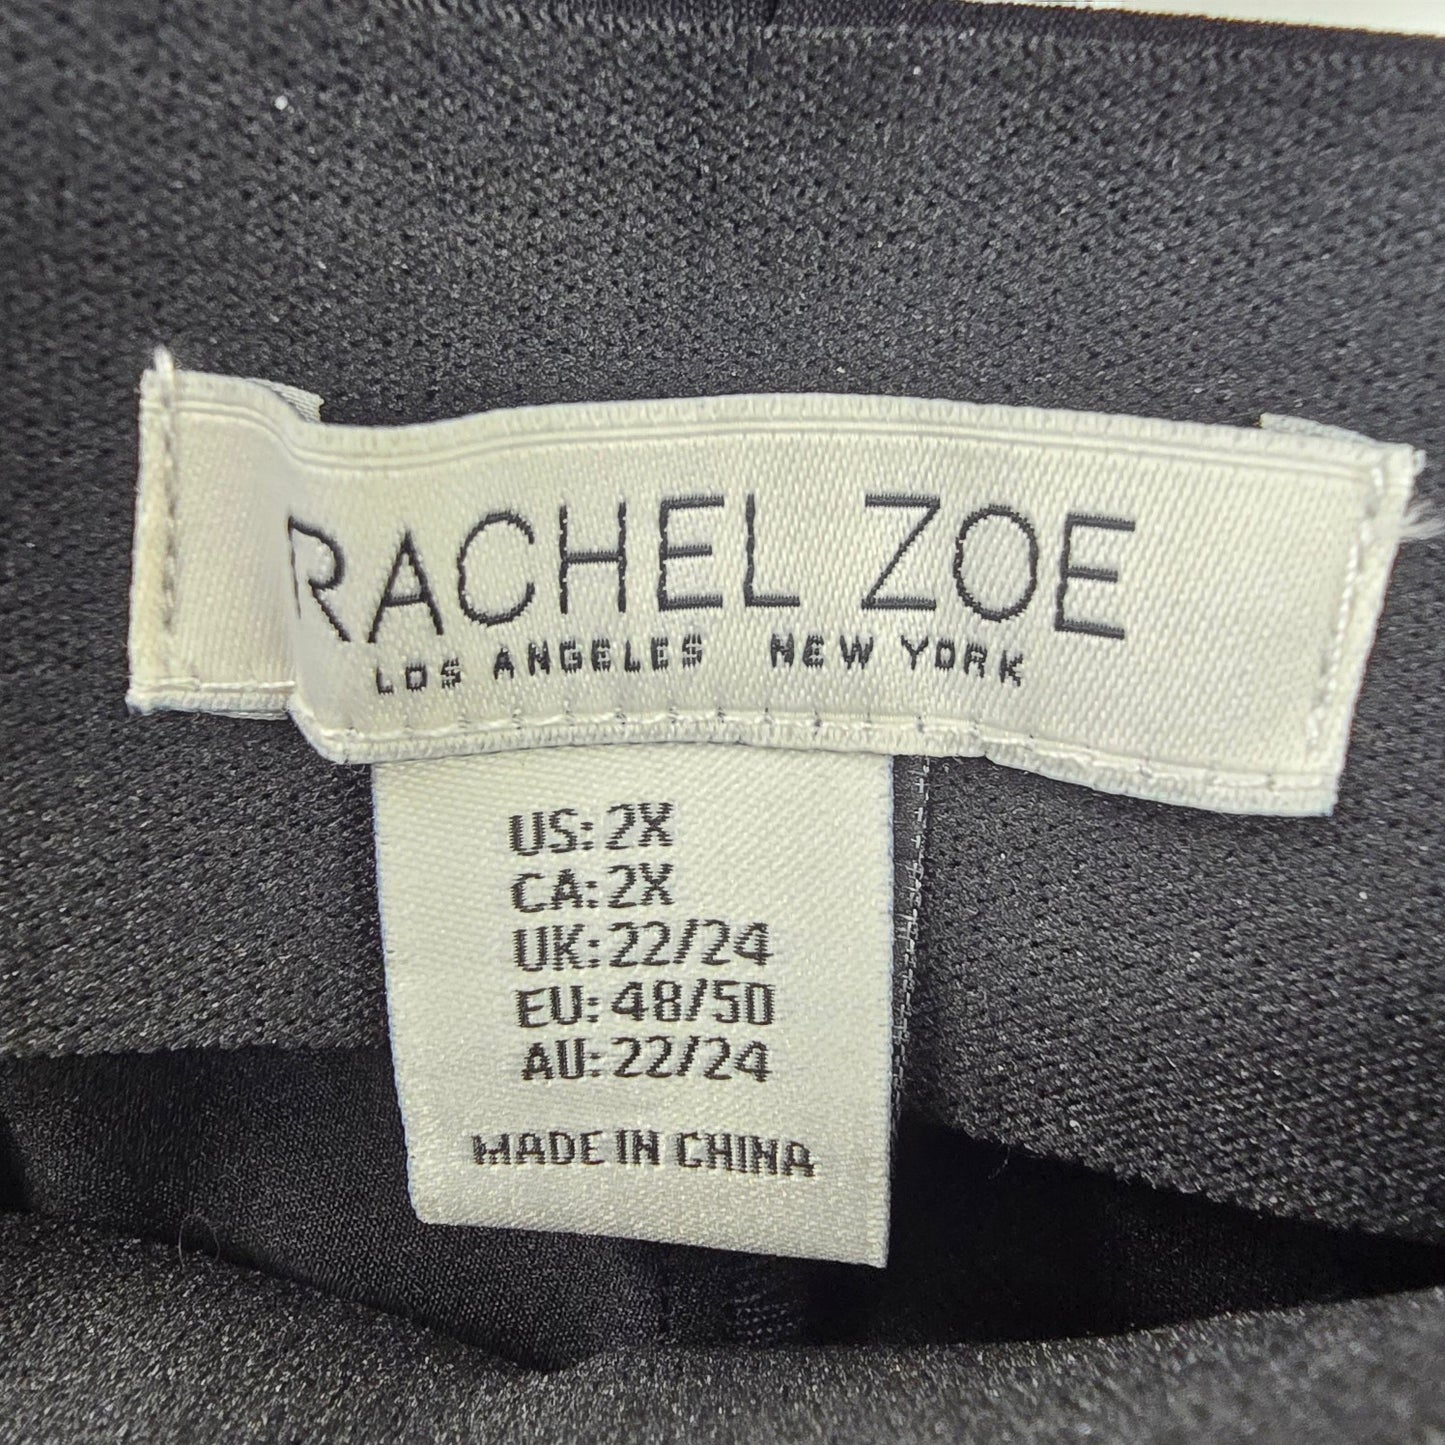 RACHEL ZOE
LOS ANGELES NEW YORK
US: 2X
CA: 2X
UK: 22/24
EU: 48/50
AU: 22/24
MADE IN CHINA